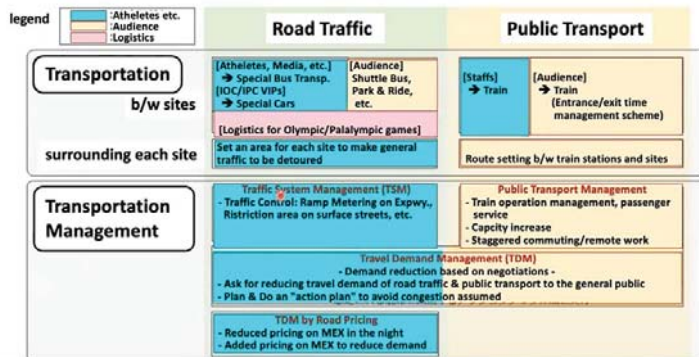 legend
:Atheletes etc.
:Audience
:Logistics
Road Traffic
Public Transport
Transportation
b/w sites
[Atheletes, Media, etc.]
➔ Special Bus Transp.
[IOC/IPC VIPs]
➔ Special Cars
[Audience]
Shuttle Bus,
Park & Ride,
etc.
[Logistics for Olympic/Palalympic games]
[Staffs]
➔ Train
[Audience]
➔ Train
(Entrance/exit time
management scheme)
surrounding each site
Set an area for each site to make general
traffic to be detoured
Route setting b/w train stations and sites
Transportation
Management
Traffic System Management (TSM)
- Traffic Control: Ramp Metering on Expwy.,
Ristriction area on surface streets, etc.
Public Transport Management
- Train operation management, passenger
service
- Capcity increase
- Staggered commuting/remote work
Travel Demand Management (TDM)
- Demand reduction based on negotiations -
- Ask for reducing travel demand of road traffic & public transport to the general public
- Plan & Do an "action plan" to avoid congestion assumed
TDM by Road Pricing
- Reduced pricing on MEX in the night
- Added pricing on MEX to reduce demand